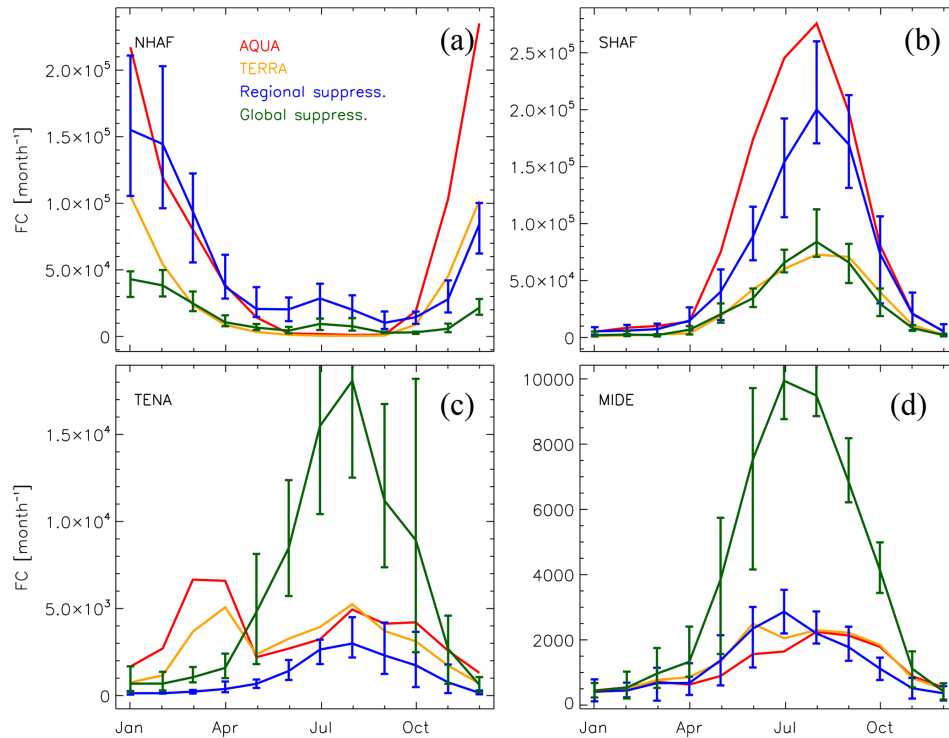 NHAF
(a)
AQUA
TERRA
Regional suppress.
Global suppress.
FC [month⁻¹]
2.0×10⁵
1.5×10⁵
1.0×10⁵
5.0×10⁴
0
(b)
SHAF
2.5×10⁵
2.0×10⁵
1.5×10⁵
1.0×10⁵
5.0×10⁴
0
TENA
(c)
FC [month⁻¹]
1.5×10⁴
1.0×10⁴
5.0×10³
0
Jan Apr Jul Oct
MIDE
(d)
10000
8000
6000
4000
2000
0
Jan Apr Jul Oct